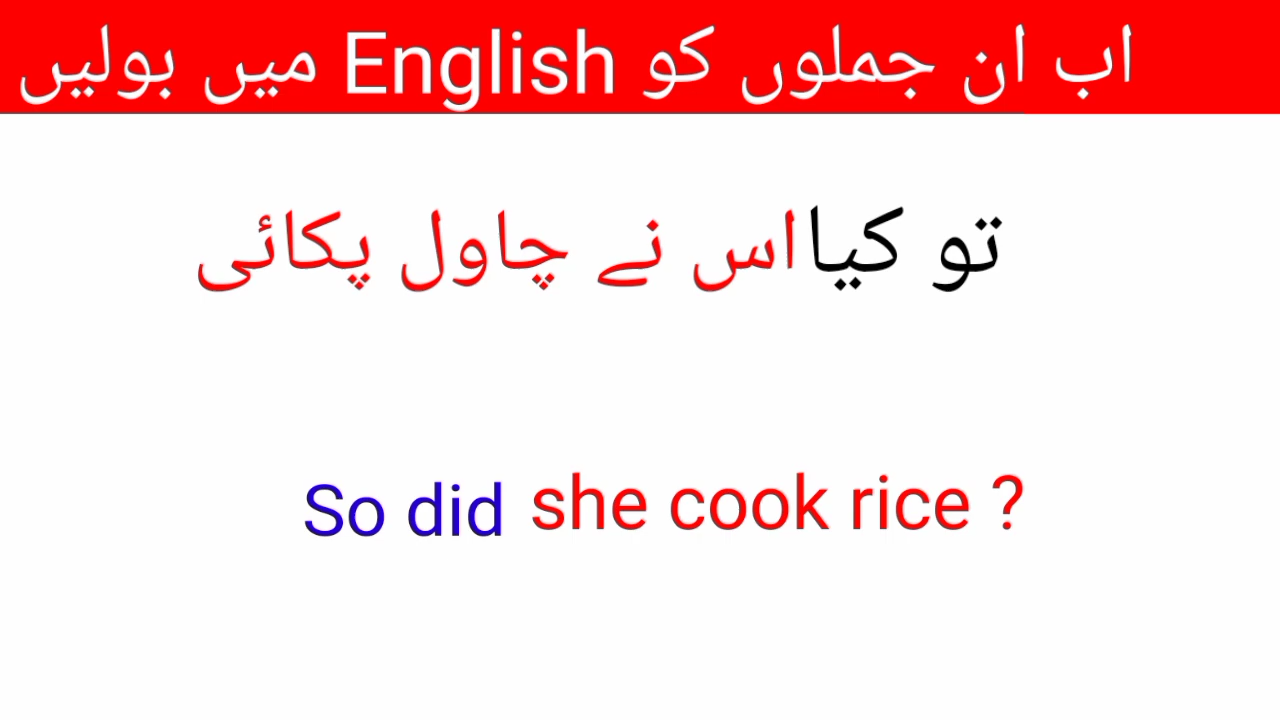 اب ان جملوں کو English میں بولیں
تو کیا اس نے چاول پکائی
So did she cook rice ?